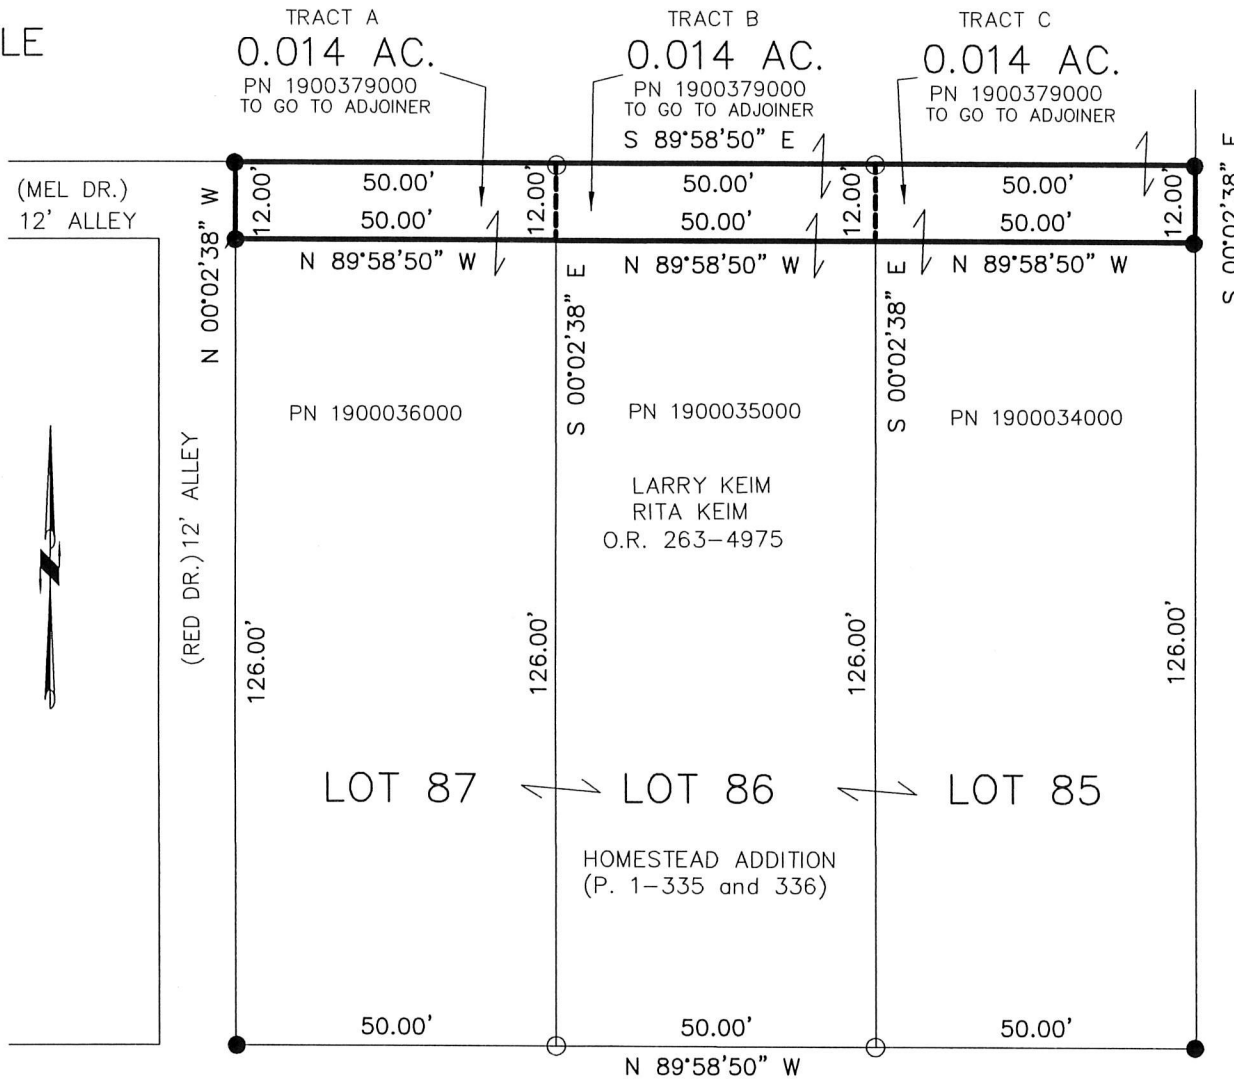 LE
TRACT A
0.014 AC.
PN 1900379000
TO GO TO ADJOINER
TRACT B
0.014 AC.
PN 1900379000
TO GO TO ADJOINER
TRACT C
0.014 AC.
PN 1900379000
TO GO TO ADJOINER
S 89°58'50" E
(MEL DR.)
12' ALLEY
N 00°02'38" W
12.00'
50.00'
50.00'
12.00'
50.00'
50.00'
12.00'
50.00'
50.00'
12.00'
S 00°02'38" E
N 89°58'50" W
N 89°58'50" W
N 89°58'50" W
S 00°02'38" E
S 00°02'38" E
PN 1900036000
PN 1900035000
PN 1900034000
LARRY KEIM
RITA KEIM
O.R. 263-4975
(RED DR.) 12' ALLEY
126.00'
126.00'
126.00'
126.00'
LOT 87
LOT 86
LOT 85
HOMESTEAD ADDITION
(P. 1-335 and 336)
50.00'
50.00'
50.00'
N 89°58'50" W